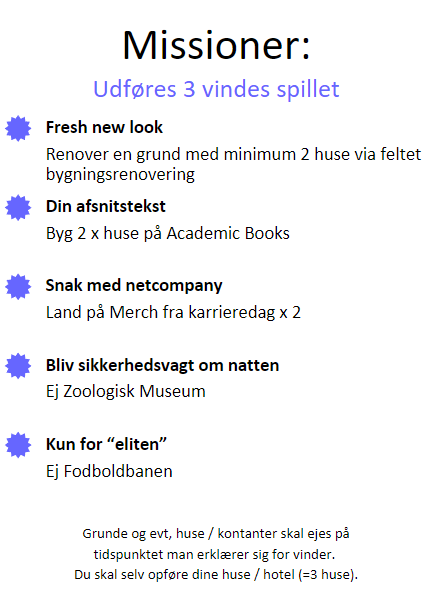 Missioner:
Udføres 3 vindes spillet
Fresh new look
Renover en grund med minimum 2 huse via feltet
bygningsrenovering
Din afsnitstekst
Byg 2 x huse på Academic Books
Snak med netcompany
Land på Merch fra karrieredag x 2
Bliv sikkerhedsvagt om natten
Ej Zoologisk Museum
Kun for “eliten”
Ej Fodboldbanen
Grunde og evt, huse / kontanter skal ejes på
tidspunktet man erklærer sig for vinder.
Du skal selv opføre dine huse / hotel (=3 huse).